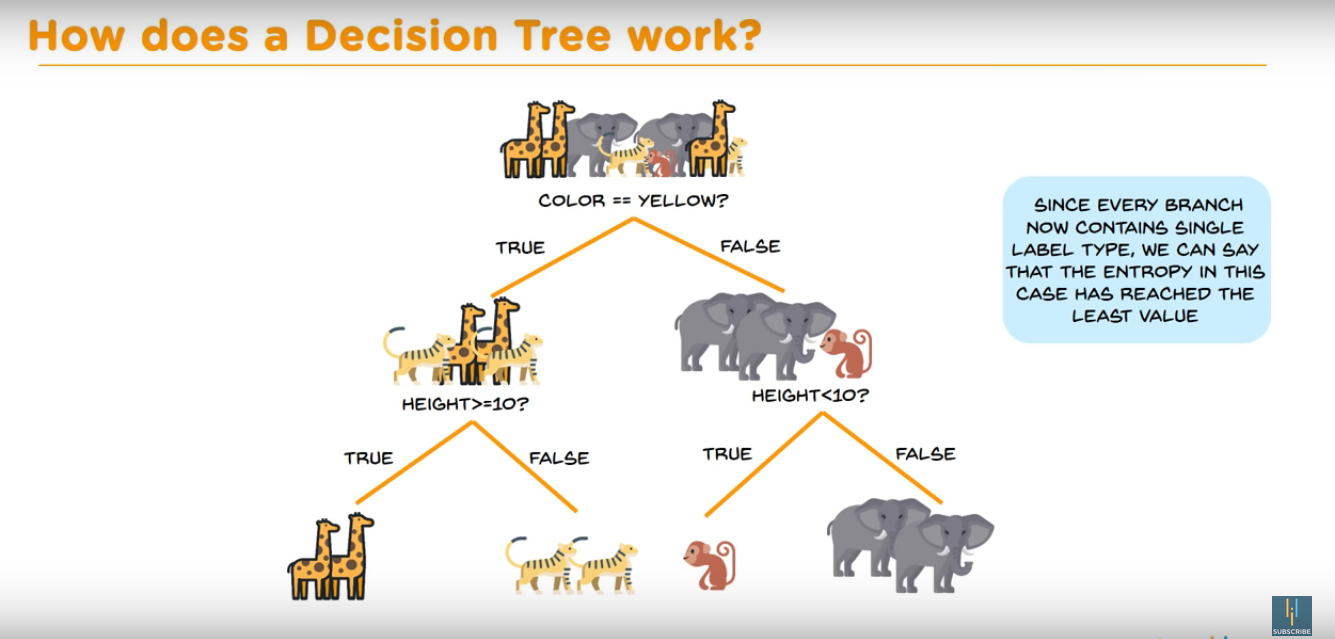 How does a Decision Tree work?
COLOR == YELLOW?
TRUE
FALSE
SINCE EVERY BRANCH
NOW CONTAINS SINGLE
LABEL TYPE, WE CAN SAY
THAT THE ENTROPY IN THIS
CASE HAS REACHED THE
LEAST VALUE
HEIGHT>=10?
HEIGHT<10?
TRUE
FALSE
TRUE
FALSE
SUBSCRIBE